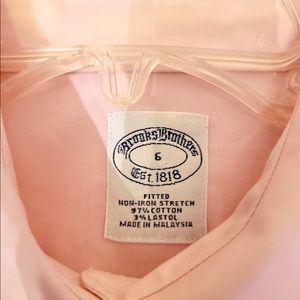 Brooks Brothers
6
Est. 1818
FITTED
NON-IRON STRETCH
97% COTTON
3% LASTOL
MADE IN MALAYSIA